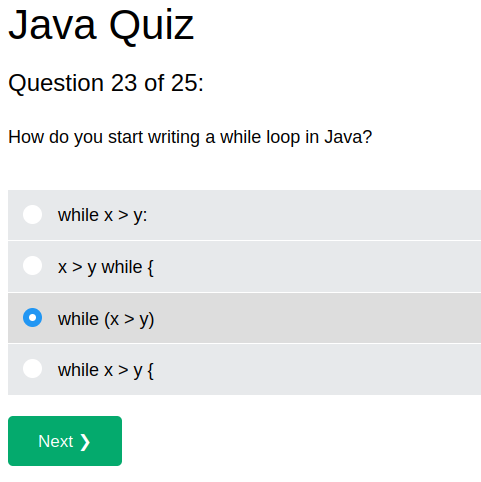 Java Quiz
Question 23 of 25:
How do you start writing a while loop in Java?
while x > y:
x > y while {
while (x > y)
while x > y {
Next ❯